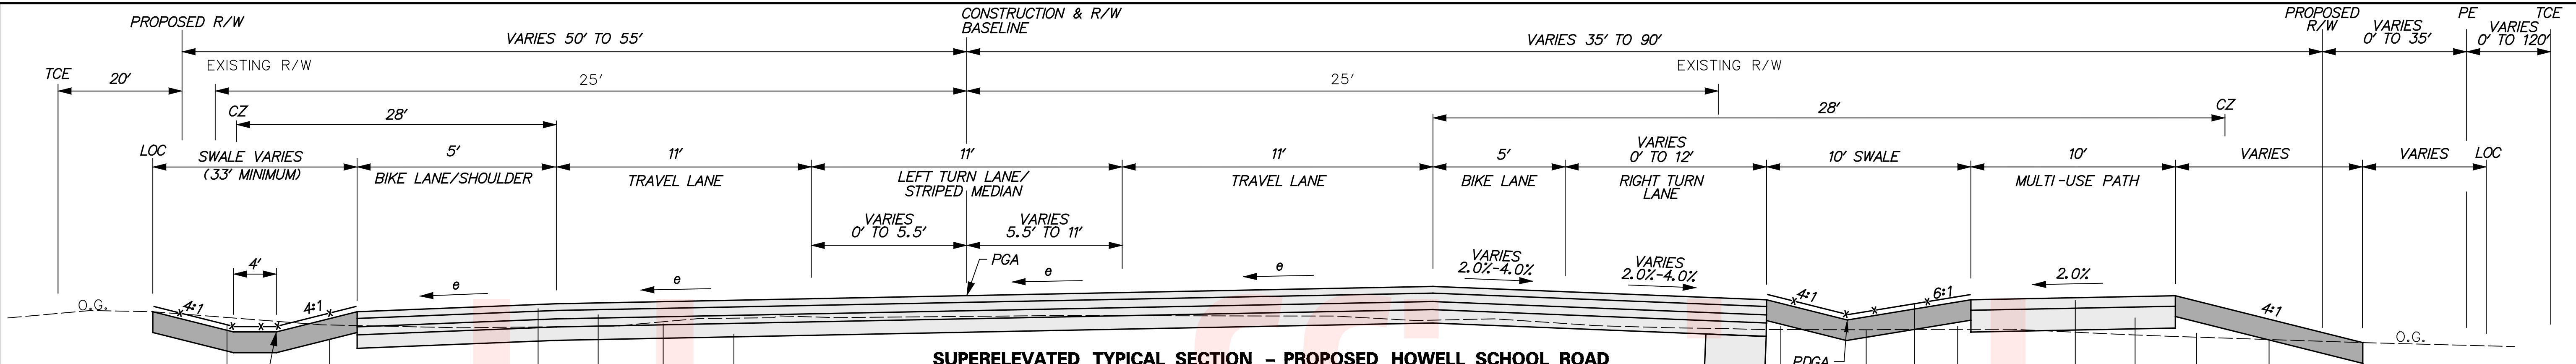 PROPOSED R/W
CONSTRUCTION & R/W
BASELINE
PROPOSED
R/W
PE
TCE
VARIES 50' TO 55'
VARIES 35' TO 90'
VARIES
0' TO 35'
VARIES
0' TO 120'
TCE
20'
EXISTING R/W
25'
25'
EXISTING R/W
CZ
28'
28'
CZ
LOC
SWALE VARIES
(33' MINIMUM)
5'
BIKE LANE/SHOULDER
11'
TRAVEL LANE
11'
LEFT TURN LANE/
STRIPED MEDIAN
11'
TRAVEL LANE
5'
BIKE LANE
VARIES
0' TO 12'
RIGHT TURN
LANE
10' SWALE
10'
MULTI-USE PATH
VARIES
VARIES
LOC
VARIES
0' TO 5.5'
VARIES
5.5' TO 11'
4'
e
e
PGA
e
e
VARIES
2.0%-4.0%
VARIES
2.0%-4.0%
2.0%
O.G.
4:1
4:1
4:1
6:1
4:1
O.G.
PDGA
SUPERELEVATED TYPICAL SECTION - PROPOSED HOWELL SCHOOL ROAD